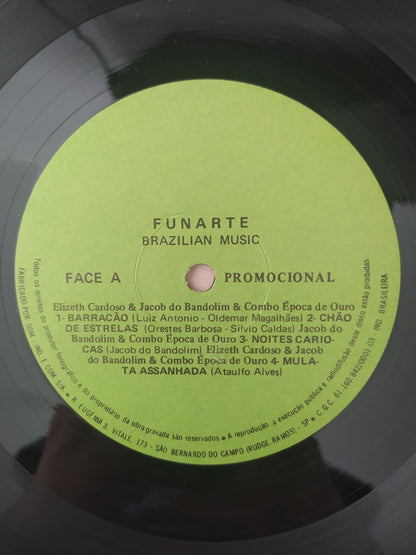 FUNARTE
BRAZILIAN MUSIC
FACE A
PROMOCIONAL
Elizeth Cardoso & Jacob do Bandolim & Combo Época de Ouro
1- BARRACÃO (Luiz Antonio - Oldemar Magalhães) 2- CHÃO
DE ESTRELAS (Orestes Barbosa - Silvio Caldas) Jacob do
Bandolim & Combo Época de Ouro 3- NOITES CARIO-
CAS (Jacob do Bandolim) Elizeth Cardoso & Jacob
do Bandolim & Combo Época de Ouro 4- MULA-
TA ASSANHADA (Ataulfo Alves)
Todos os direitos do produtor fonográfico e do proprietário da obra gravada são reservados • A reprodução, a execução pública e radiodifusão deste disco estão proibidas
FABRICADO POR SOM, IND. E COM S/A • R. EUGÊNIA S. VITALE, 173 - SÃO BERNARDO DO CAMPO (RUDGE RAMOS) - SP • C.G.C. 61.160.842/0001-03 - IND. BRASILEIRA